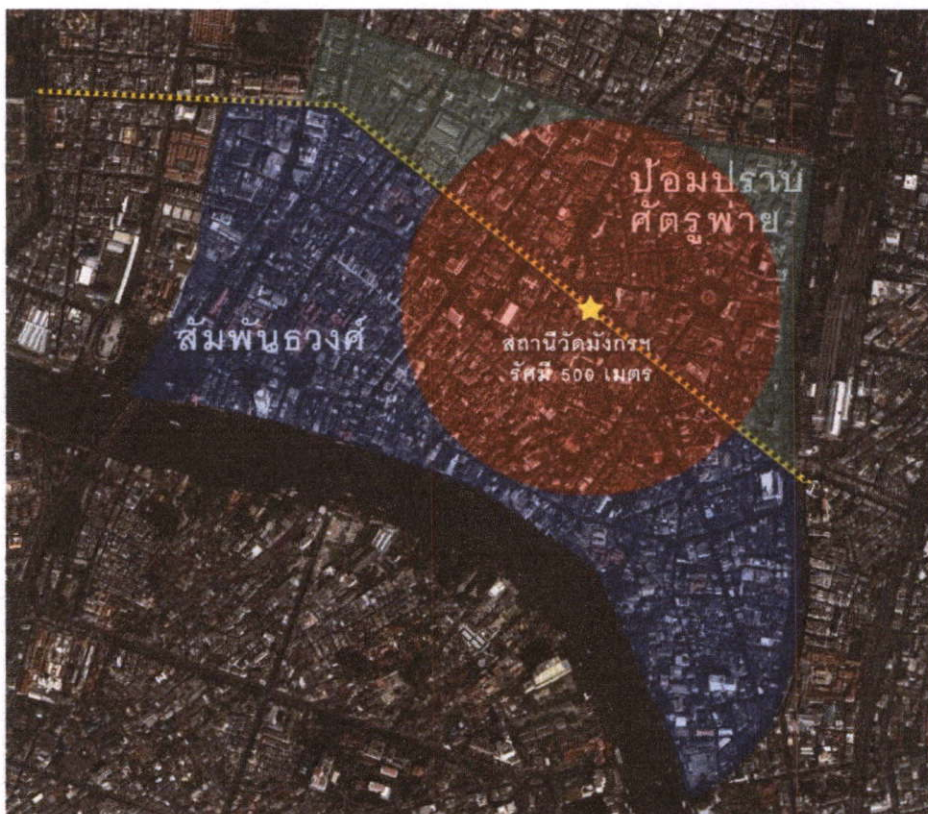 ป้อมปราบ
ศัตรูพ่าย
สัมพันธวงศ์
สถานีวัดมังกรฯ
รัศมี 500 เมตร